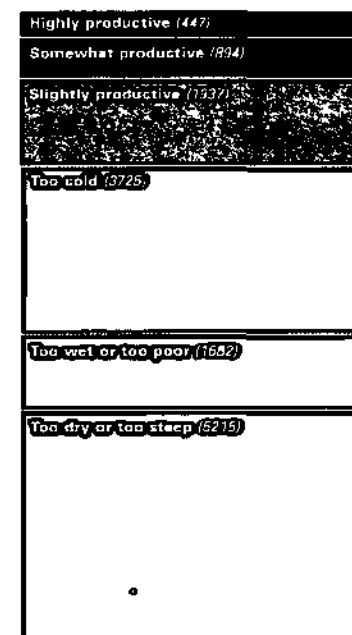 Highly productive (447)
Somewhat productive (894)
Slightly productive (1937)
Too cold (3725)
Too wet or too poor (1682)
Too dry or too steep (5215)